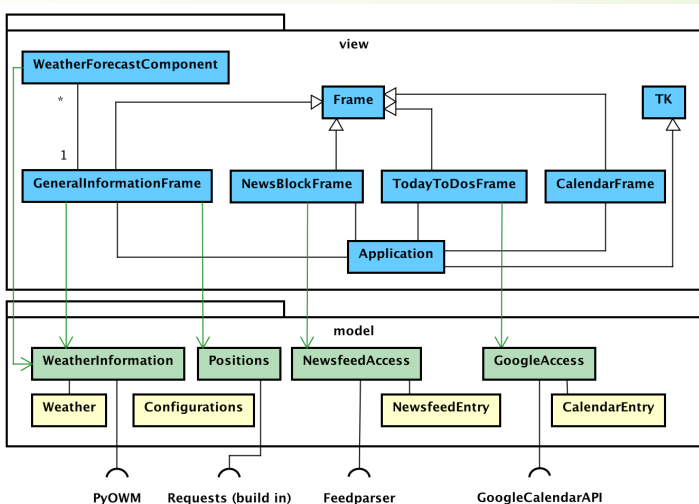 view
WeatherForecastComponent
Frame
TK
*
1
GeneralInformationFrame
NewsBlockFrame
TodayToDosFrame
CalendarFrame
Application
model
WeatherInformation
Positions
NewsfeedAccess
GoogleAccess
Weather
Configurations
NewsfeedEntry
CalendarEntry
PyOWM
Requests (build in)
Feedparser
GoogleCalendarAPI